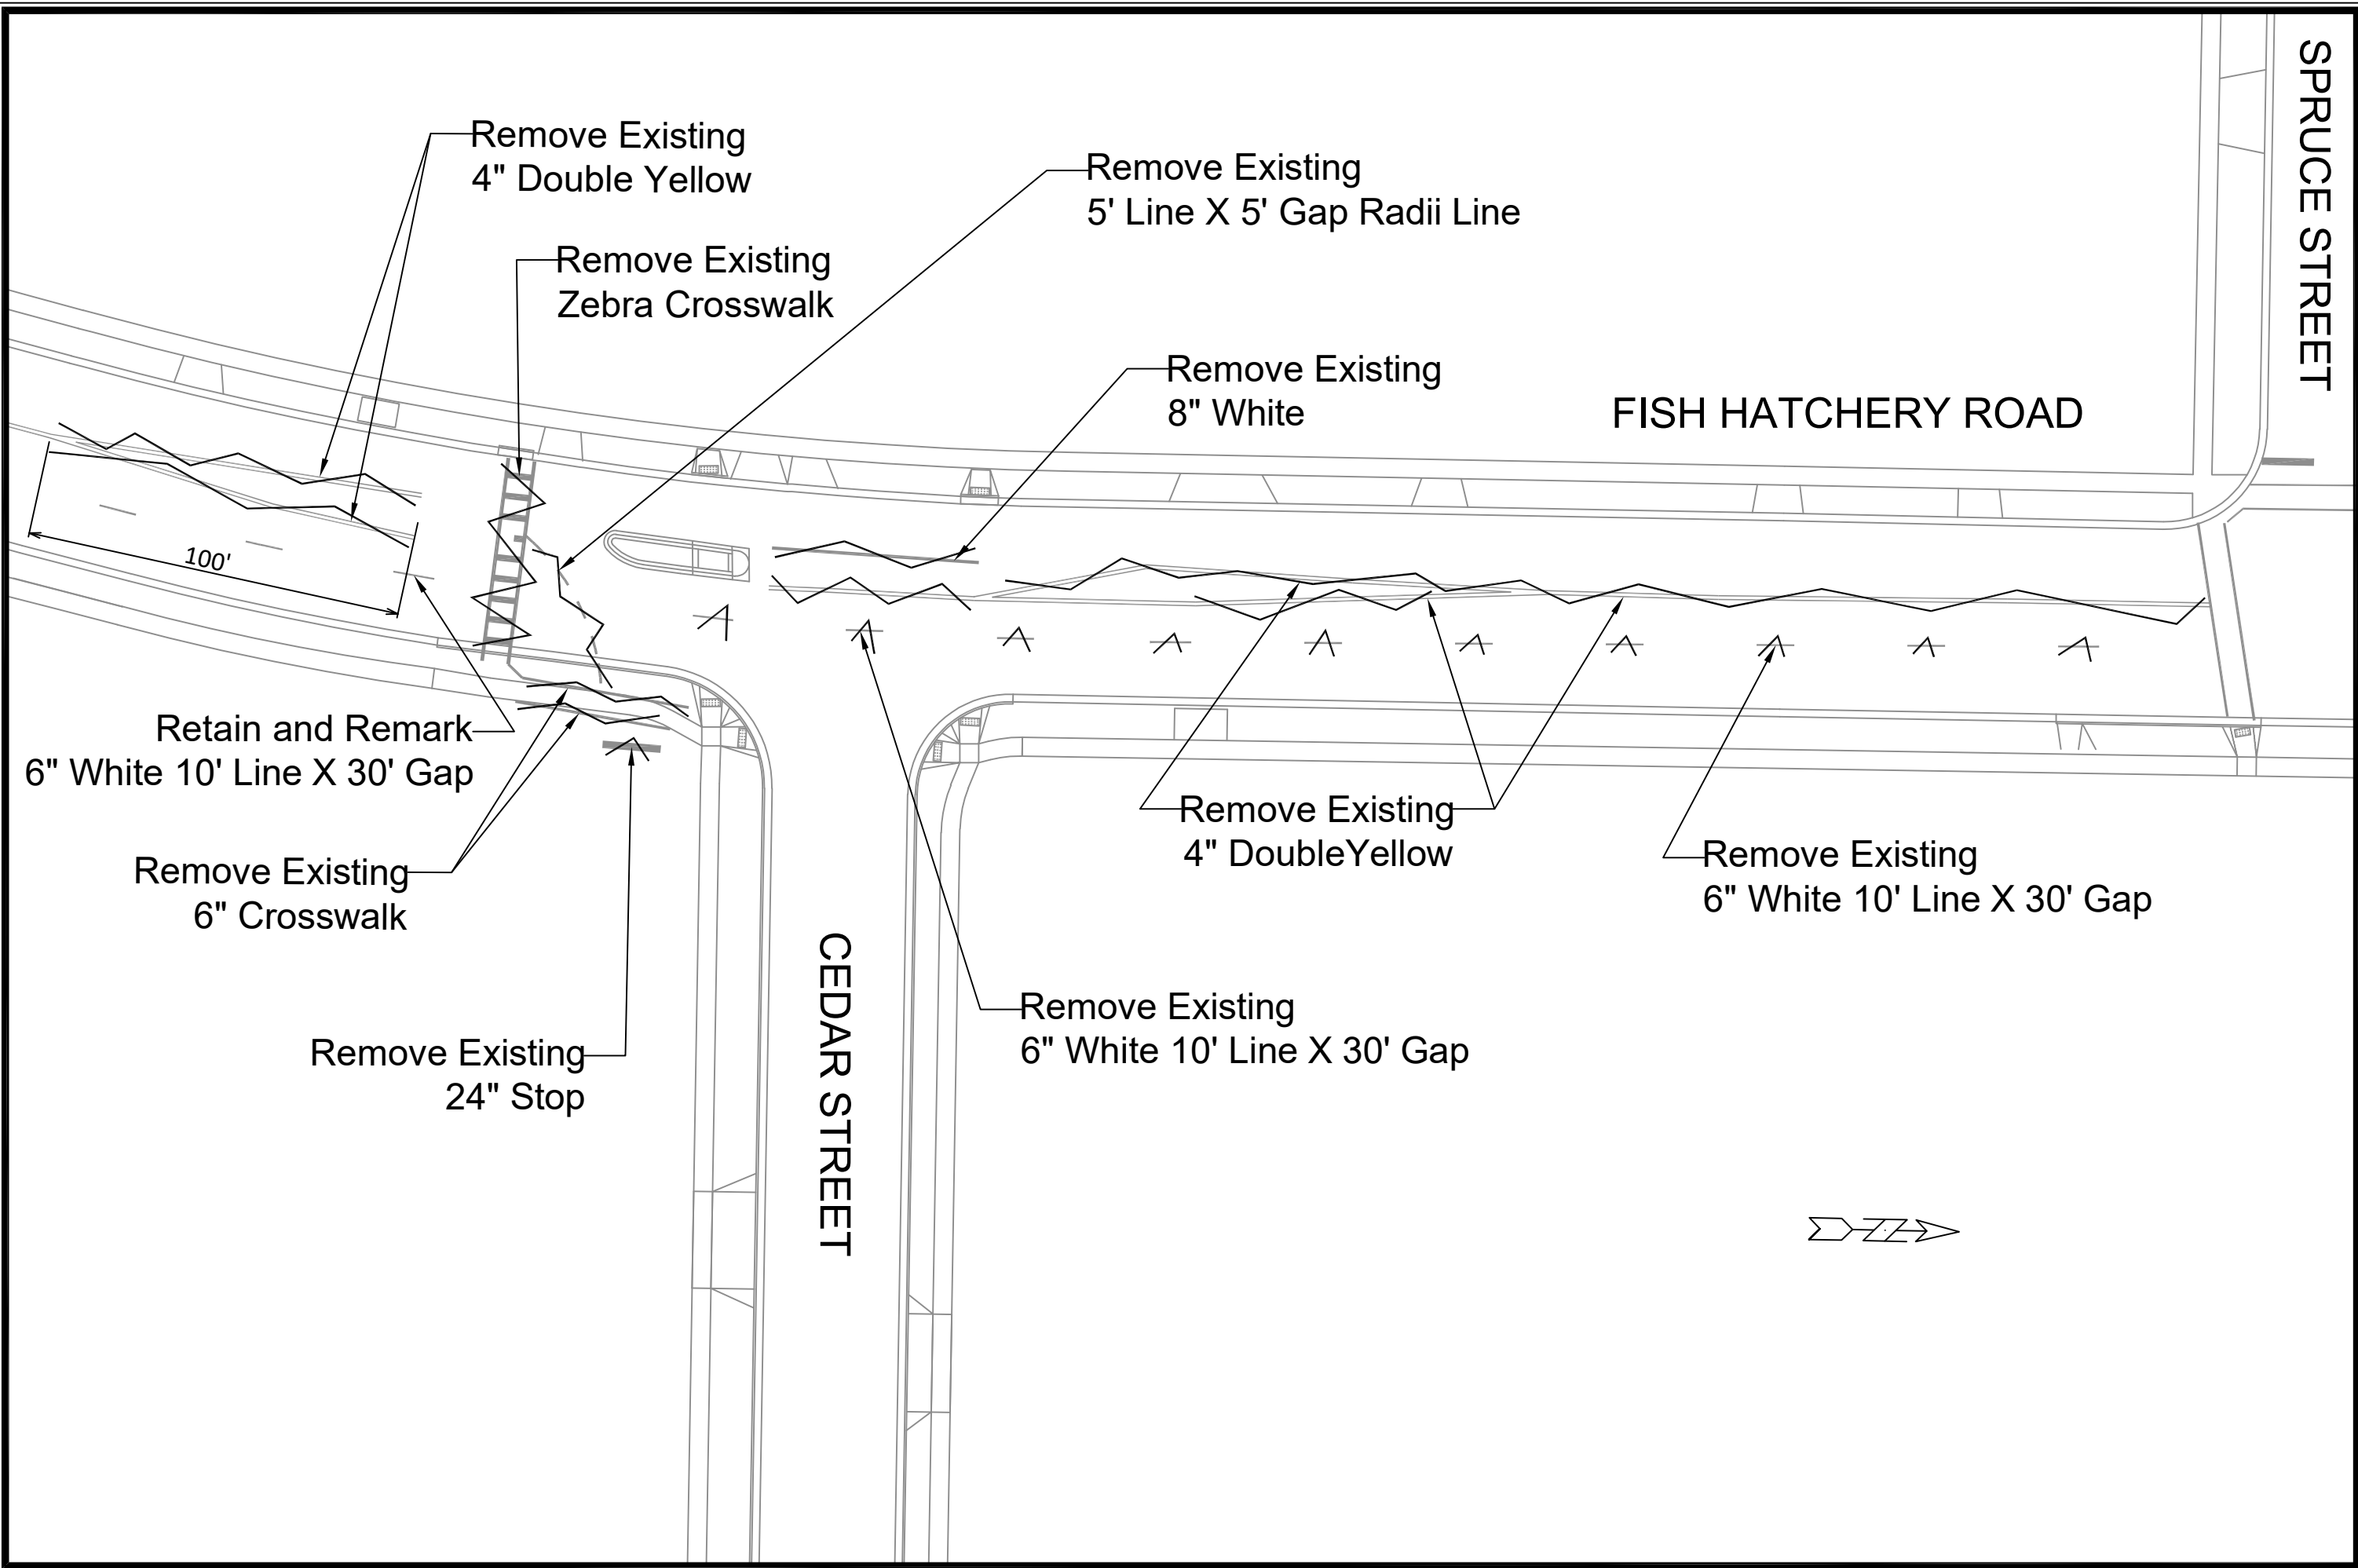 SPRUCE STREET
Remove Existing
4" Double Yellow
Remove Existing
5' Line X 5' Gap Radii Line
Remove Existing
Zebra Crosswalk
Remove Existing
8" White
FISH HATCHERY ROAD
100'
Retain and Remark
6" White 10' Line X 30' Gap
Remove Existing
4" DoubleYellow
Remove Existing
6" White 10' Line X 30' Gap
Remove Existing
6" Crosswalk
CEDAR STREET
Remove Existing
6" White 10' Line X 30' Gap
Remove Existing
24" Stop
Z